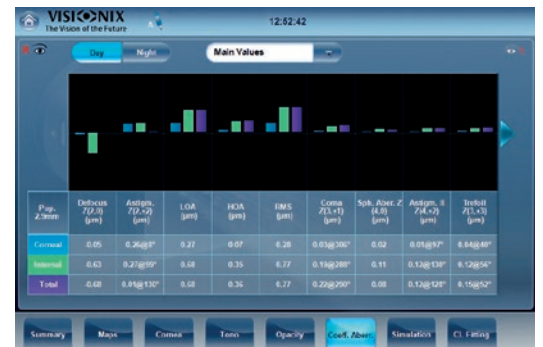 VISIONIX
The Vision of the Future
12:52:42
Day Night Main Values
Pup. 2.9mm
Defocus Z(2,0) (µm)
Astigm. Z(2,±2) (µm)
LOA (µm)
HOA (µm)
RMS (µm)
Coma Z(3,±1) (µm)
Sph. Aber. Z (4,0) (µm)
Astigm. II Z(4,±2) (µm)
Trefoil Z(3,±3) (µm)
Corneal 0.05 0.26@8° 0.27 0.07 0.28 0.03@306° 0.02 0.01@97° 0.04@40°
Internal 0.63 0.27@99° 0.68 0.35 0.77 0.19@288° 0.11 0.12@130° 0.12@56°
Total -0.68 0.01@130° 0.68 0.36 0.77 0.22@290° 0.08 0.12@128° 0.15@52°
Summary Maps Cornea Tono Opacity Coeff. Aberr. Simulation CL Fitting